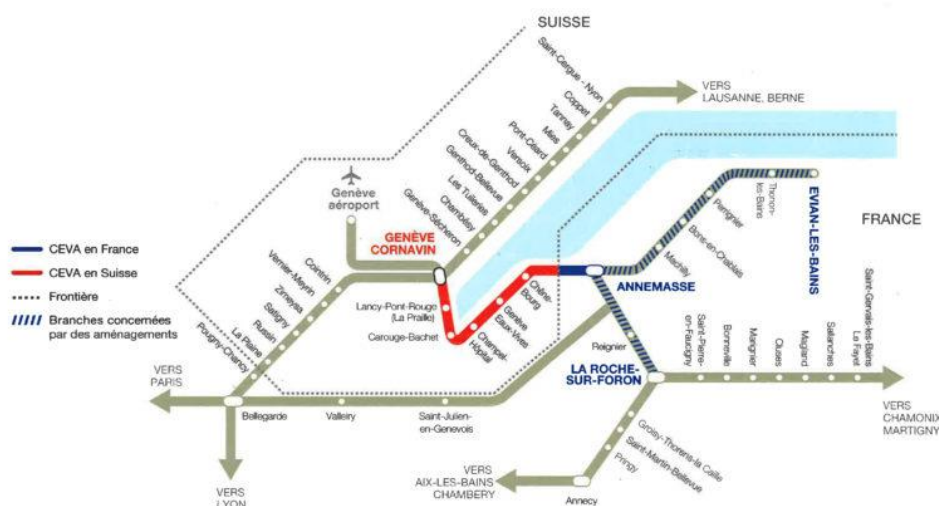 SUISSE
VERS
LAUSANNE, BERNE
Saint-Cergue - Nyon
Coppet
Tannay
Mies
Pont-Céard
Versoix
Creux-de-Genthod
Genthod-Bellevue
Les Tuileries
Chambésy
Genève-Sécheron
Genève
aéroport
GENÈVE
CORNAVIN
CEVA en France
CEVA en Suisse
Frontière
Branches concernées
par des aménagements
Cointrin
Vernier-Meyrin
Zimeysa
Satigny
Russin
La Plaine
Pougny-Chancy
Lancy-Pont-Rouge
(La Praille)
Carouge-Bachet
Champel-
Hôpital
Genève
Eaux-Vives
Chêne-
Bourg
ANNEMASSE
Machilly
Bons-en-Chablais
Perrignier
Thonon-
les-Bains
EVIAN-LES-BAINS
FRANCE
Reignier
LA ROCHE-
SUR-FORON
Saint-Pierre-
en-Faucigny
Bonneville
Marignier
Cluses
Magland
Sallanches
Saint-Gervais-les-Bains
Le Fayet
VERS
CHAMONIX
MARTIGNY
VERS
PARIS
Bellegarde
Valleiry
Saint-Julien-
en-Genevois
VERS
LYON
VERS
AIX-LES-BAINS
CHAMBERY
Annecy
Groisy-Thorens-la Caille
Saint-Martin-Bellevue
Pringy